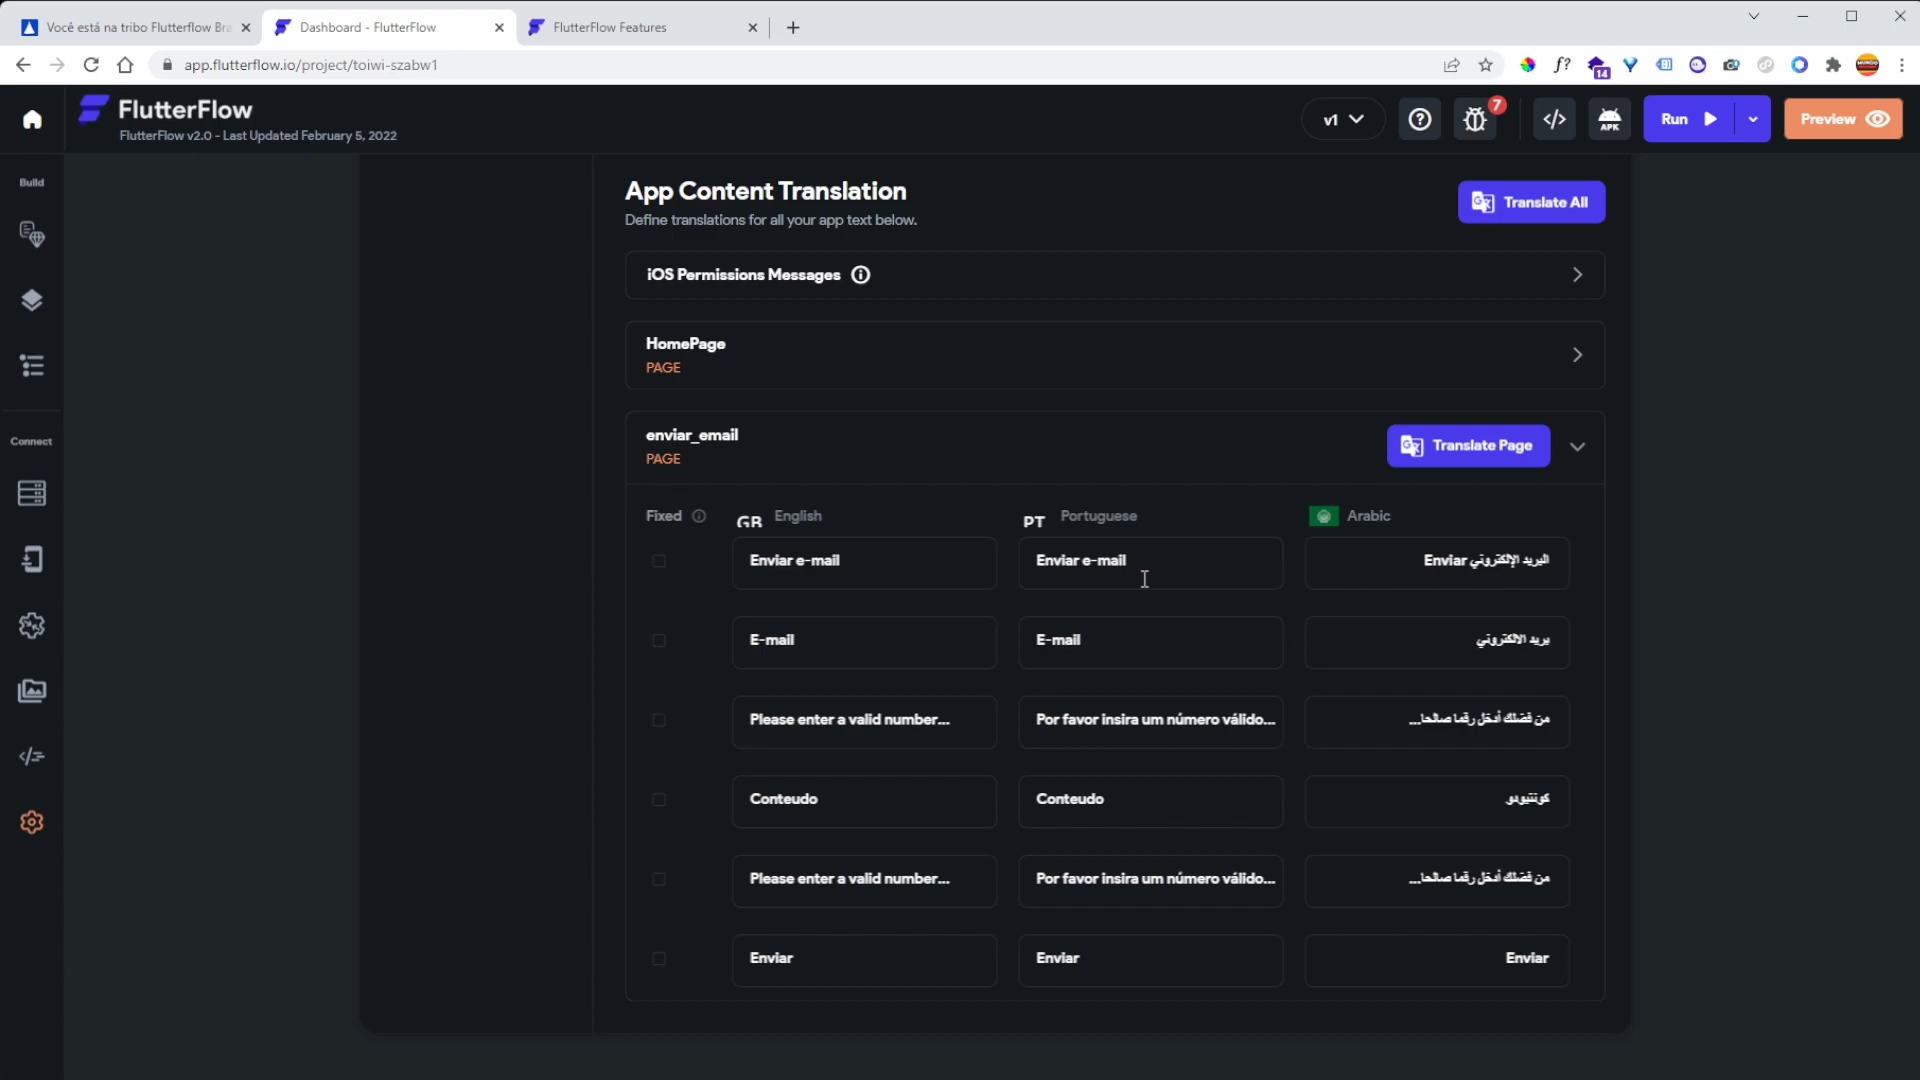 Você está na tribo Flutterflow Bra
Dashboard - FlutterFlow
FlutterFlow Features
app.flutterflow.io/project/toiwi-szabw1
f?
14
FlutterFlow
FlutterFlow v2.0 - Last Updated February 5, 2022
v1
7
APK
Run
Preview
Build
Connect
App Content Translation
Define translations for all your app text below.
Translate All
iOS Permissions Messages
HomePage
PAGE
enviar_email
PAGE
Translate Page
Fixed
GB English
PT Portuguese
Arabic
Enviar e-mail
Enviar e-mail
Enviar البريد الإلكتروني
E-mail
E-mail
بريد الالكتروني
Please enter a valid number...
Por favor insira um número válido...
من فضلك أدخل رقما صالحا...
Conteudo
Conteudo
كونتيودو
Please enter a valid number...
Por favor insira um número válido...
من فضلك أدخل رقما صالحا...
Enviar
Enviar
Enviar